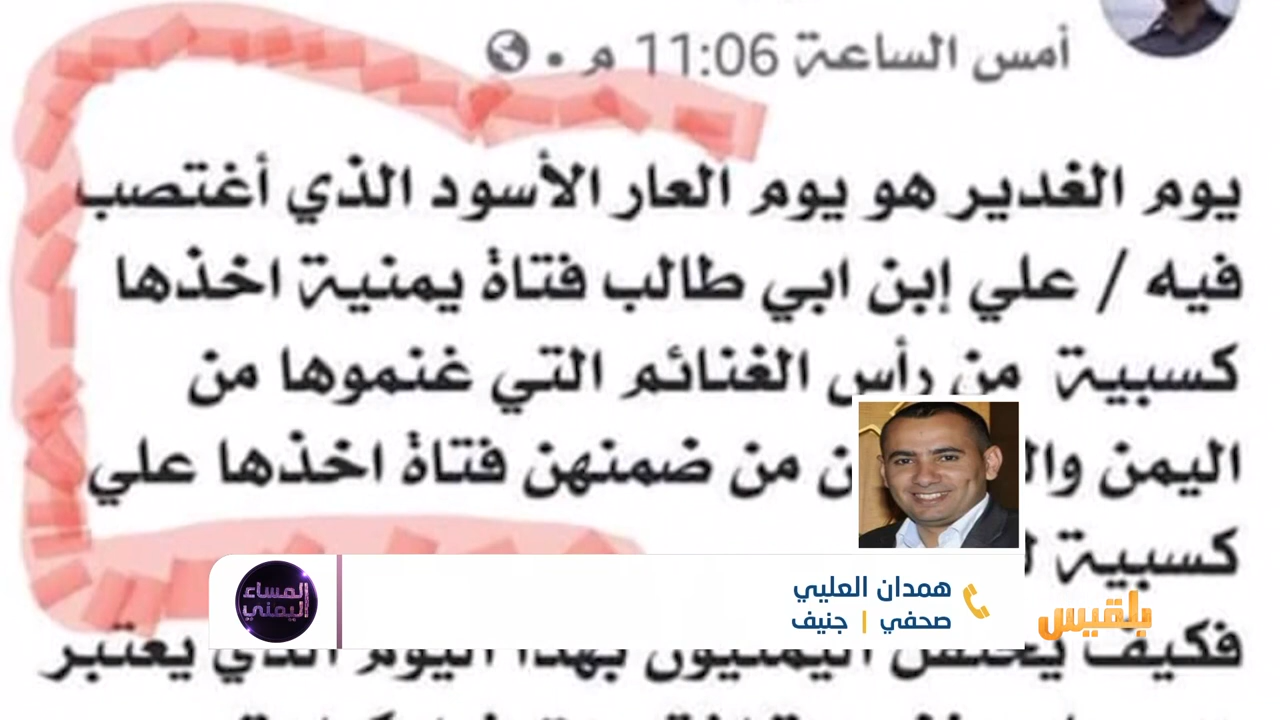 أمس الساعة 11:06 م
يوم الغدير هو يوم العار الأسود الذي أغتصب
فيه / علي إبن ابي طالب فتاة يمنية اخذها
كسبية من رأس الغنائم التي غنموها من
اليمن من ضمنهن فتاة اخذها علي
كسبية
فكيف اليمنيون بهذا اليوم الذي يعتبر
همدان العليي
صحفي | جنيف
المساء
اليمني
بلقيس